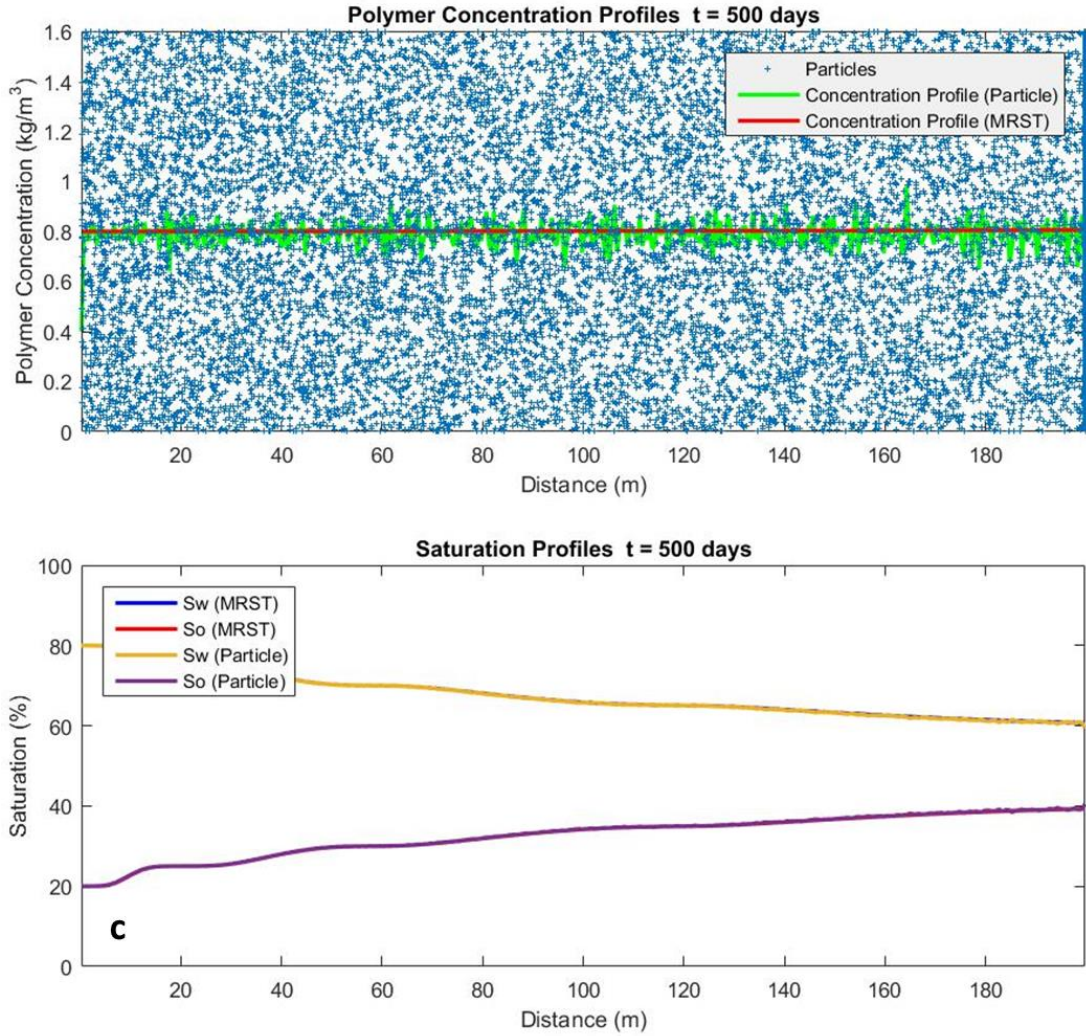 Polymer Concentration Profiles t = 500 days
Polymer Concentration (kg/m³)
1.6
1.4
1.2
1
0.8
0.6
0.4
0.2
0
Particles
Concentration Profile (Particle)
Concentration Profile (MRST)
20 40 60 80 100 120 140 160 180
Distance (m)
Saturation Profiles t = 500 days
Saturation (%)
100
80
60
40
20
0
Sw (MRST)
So (MRST)
Sw (Particle)
So (Particle)
c
20 40 60 80 100 120 140 160 180
Distance (m)